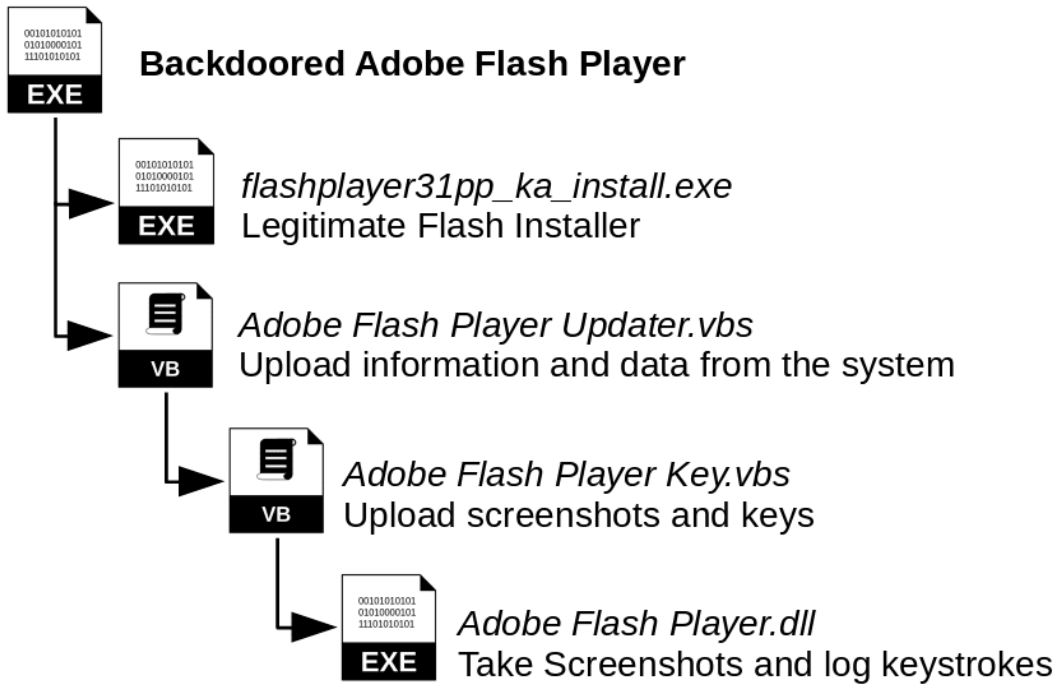 00101010101
01010000101
11101010101
EXE
Backdoored Adobe Flash Player
00101010101
01010000101
11101010101
EXE
flashplayer31pp_ka_install.exe
Legitimate Flash Installer
VB
Adobe Flash Player Updater.vbs
Upload information and data from the system
VB
Adobe Flash Player Key.vbs
Upload screenshots and keys
00101010101
01010000101
11101010101
EXE
Adobe Flash Player.dll
Take Screenshots and log keystrokes